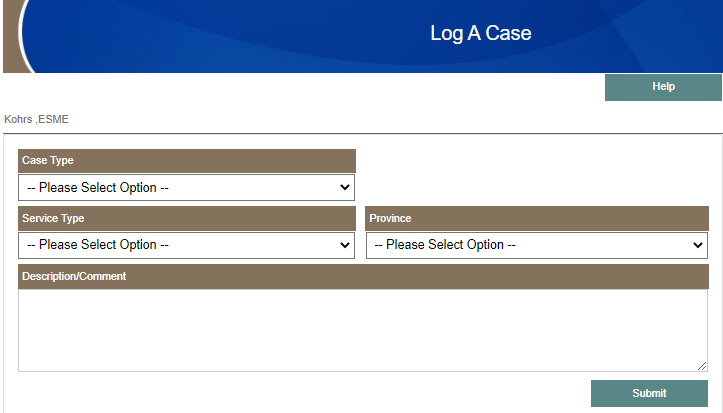 Log A Case
Help
Kohrs ,ESME
Case Type
-- Please Select Option --
Service Type
Province
-- Please Select Option --
-- Please Select Option --
Description/Comment
Submit